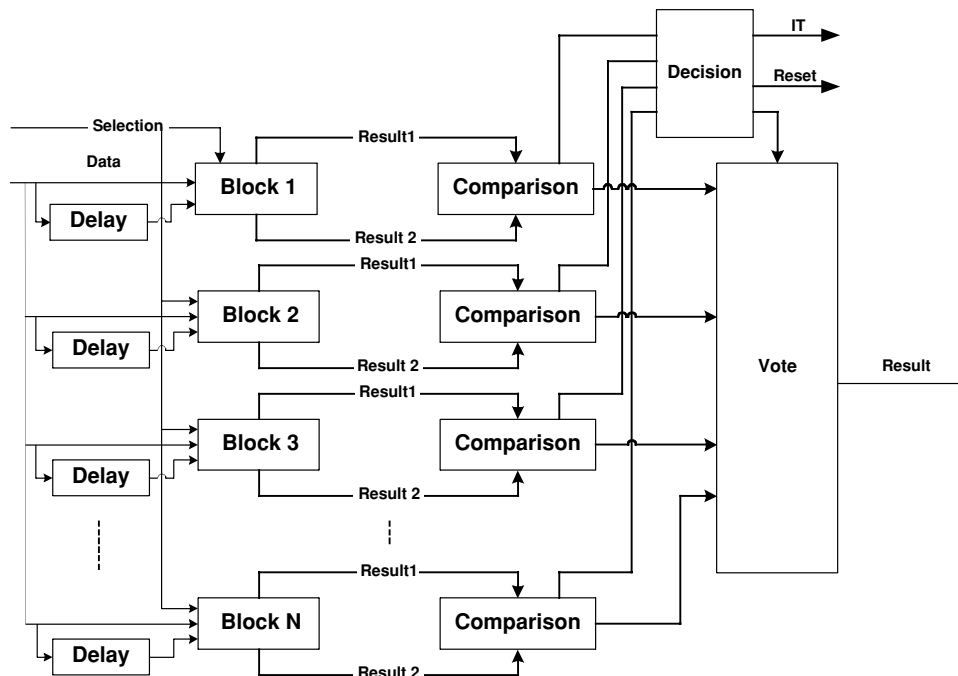 IT
Decision
Reset
Selection
Result1
Data
Block 1
Comparison
Delay
Result 2
Result1
Block 2
Comparison
Delay
Result 2
Vote
Result
Result1
Block 3
Comparison
Delay
Result 2
Result1
Block N
Comparison
Delay
Result 2